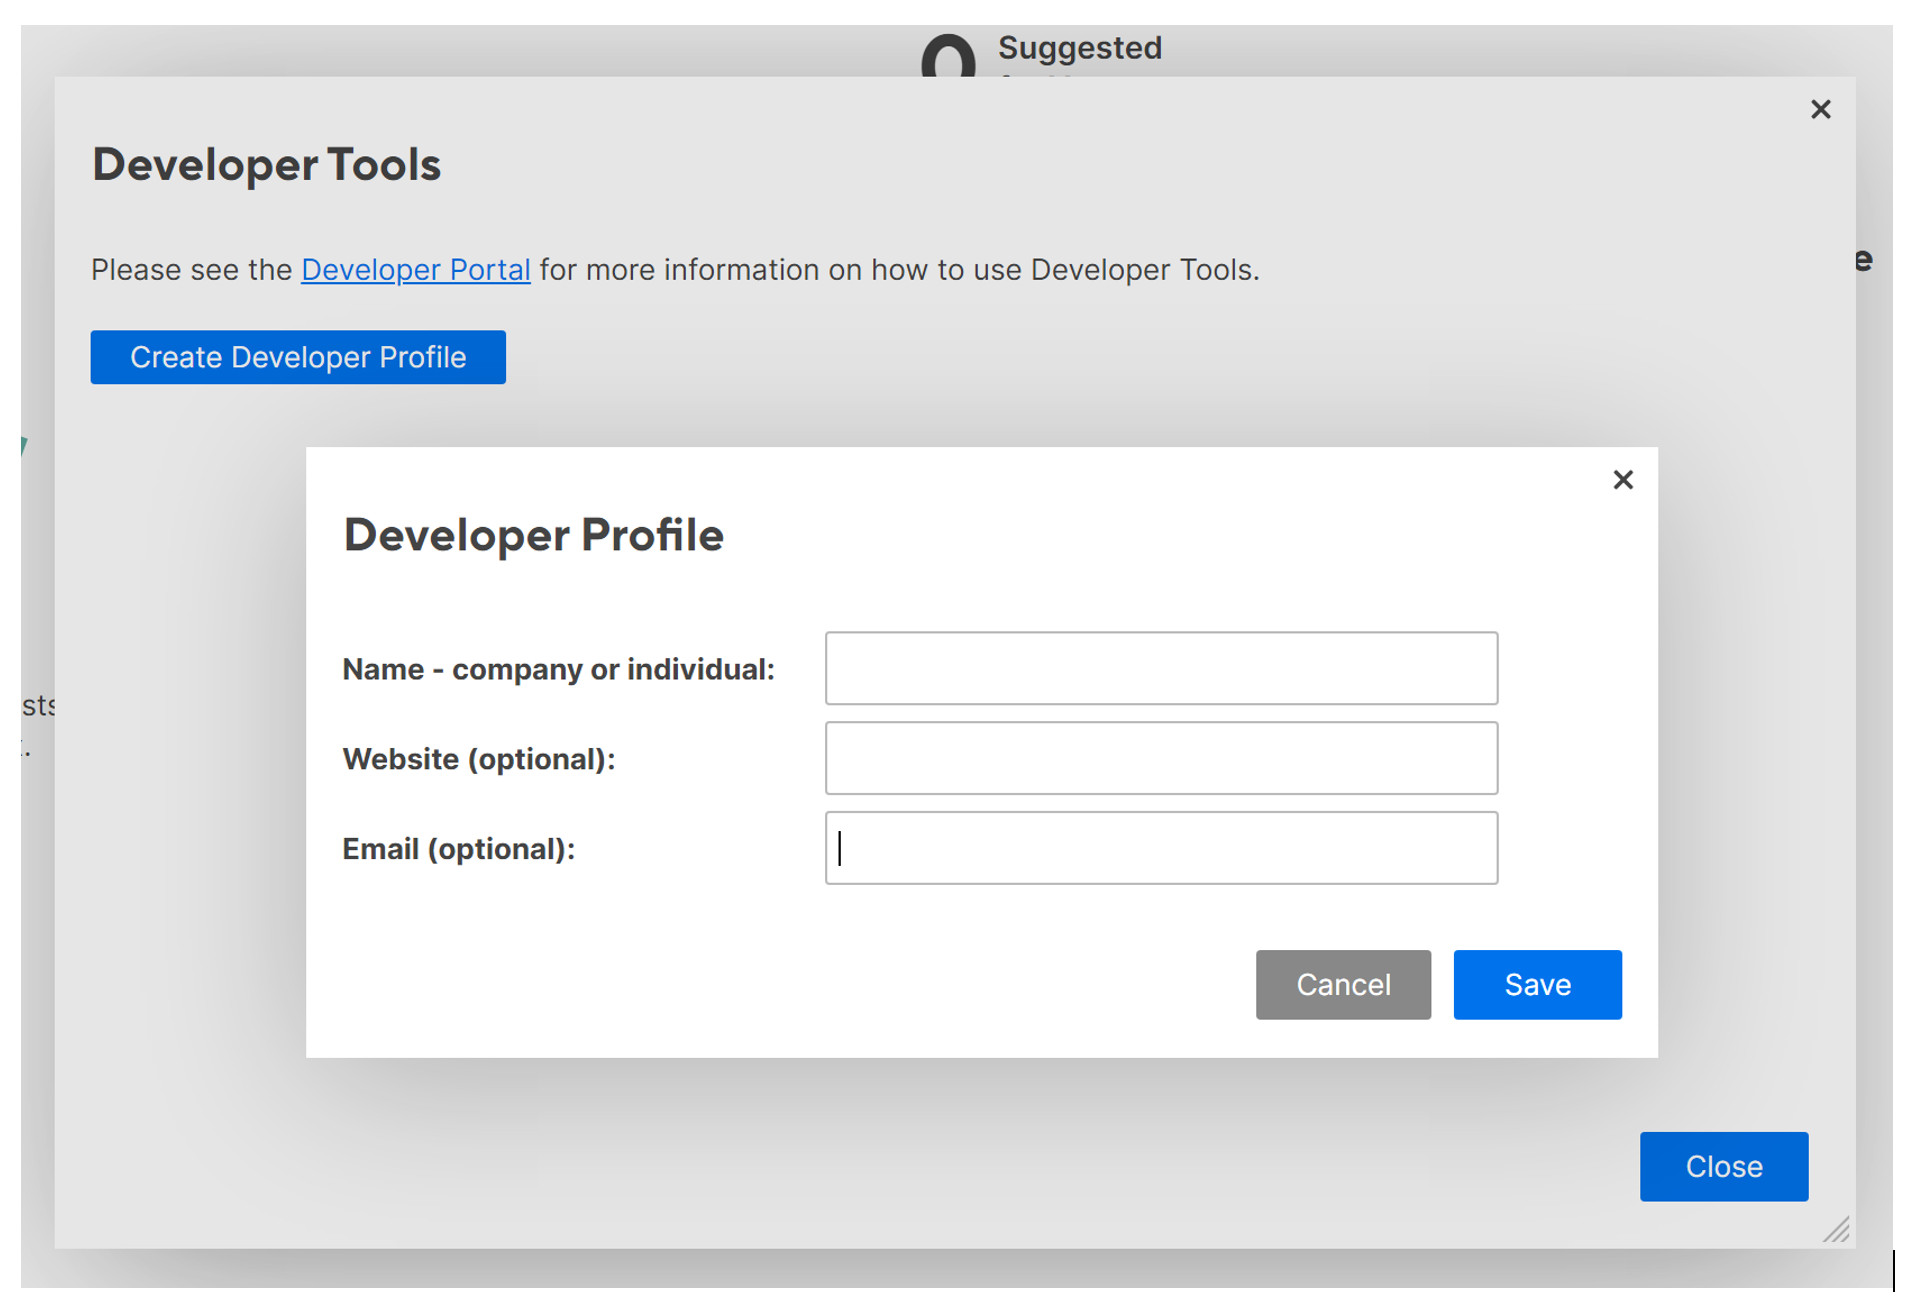 Suggested
Developer Tools
Please see the Developer Portal for more information on how to use Developer Tools.
Create Developer Profile
Developer Profile
Name - company or individual:
Website (optional):
Email (optional):
Cancel
Save
Close